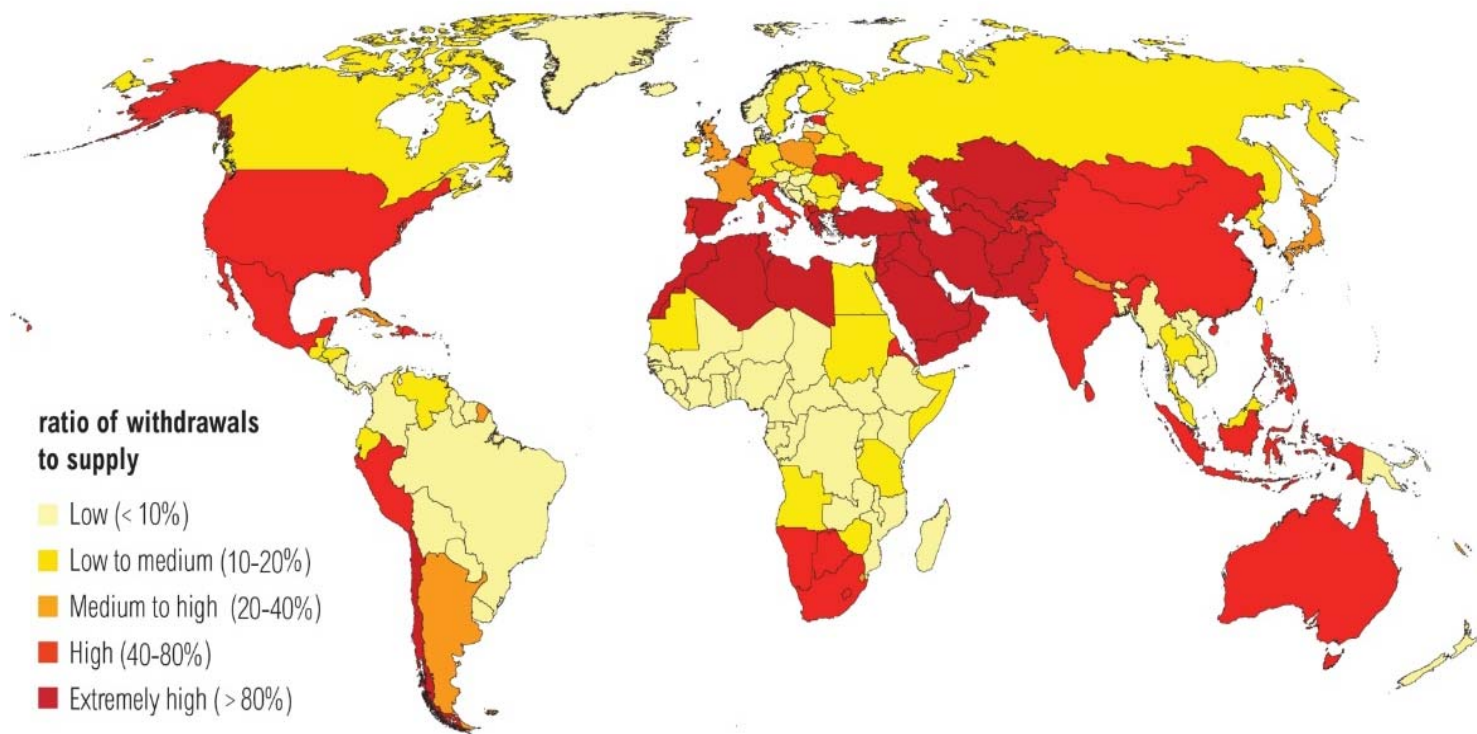 ratio of withdrawals
to supply
Low (< 10%)
Low to medium (10-20%)
Medium to high (20-40%)
High (40-80%)
Extremely high (> 80%)